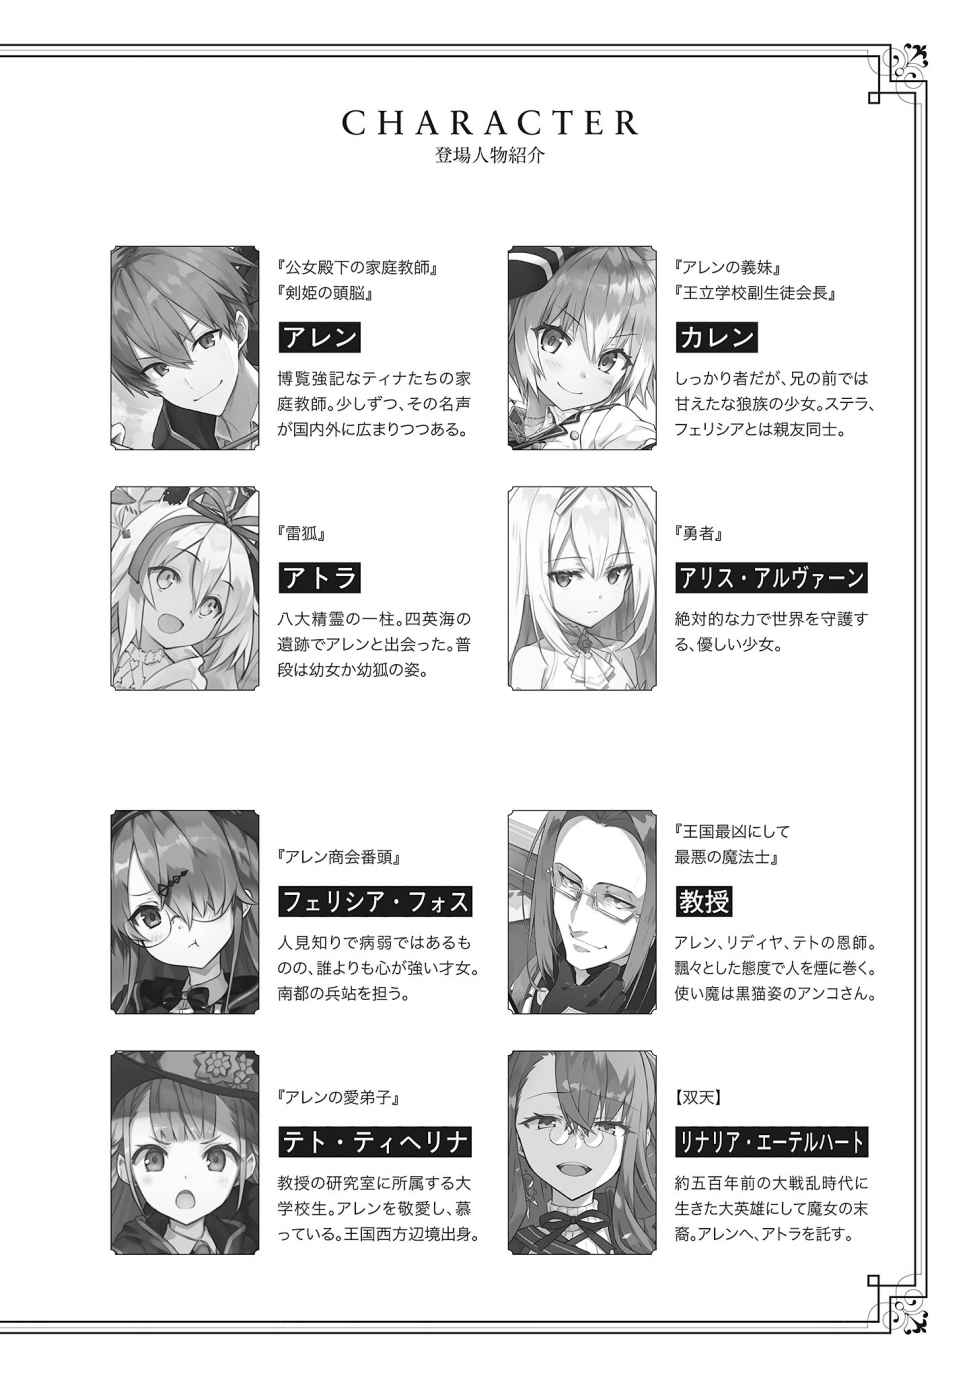 CHARACTER
登場人物紹介
『公女殿下の家庭教師』
『剣姫の頭脳』
アレン
博覧強記なティナたちの家
庭教師。少しずつ、その名声
が国内外に広まりつつある。
『アレンの義妹』
『王立学校副生徒会長』
カレン
しっかり者だが、兄の前では
甘えたな狼族の少女。ステラ、
フェリシアとは親友同士。
『雷狐』
アトラ
八大精霊の一柱。四英海の
遺跡でアレンと出会った。普
段は幼女か幼狐の姿。
『勇者』
アリス・アルヴァーン
絶対的な力で世界を守護す
る、優しい少女。
『アレン商会番頭』
フェリシア・フォス
人見知りで病弱ではあるも
のの、誰よりも心が強い才女。
南都の兵站を担う。
『王国最凶にして
最悪の魔法士』
教授
アレン、リディヤ、テトの恩師。
飄々とした態度で人を煙に巻く。
使い魔は黒猫姿のアンコさん。
『アレンの愛弟子』
テト・ティヘリナ
教授の研究室に所属する大
学校生。アレンを敬愛し、慕
っている。王国西方辺境出身。
【双天】
リナリア・エーテルハート
約五百年前の大戦乱時代に
生きた大英雄にして魔女の末
裔。アレンへ、アトラを託す。